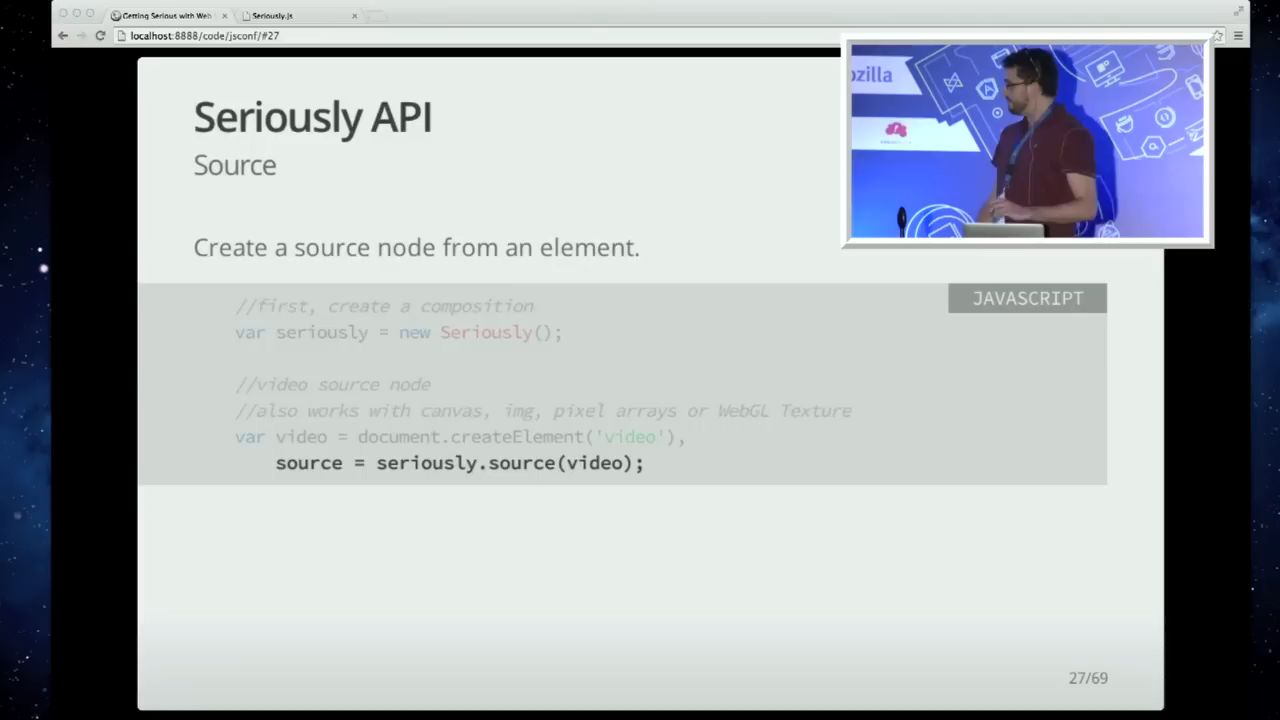 Getting Serious with Web
Seriously.js
localhost:8888/code/jsconf/#27
Seriously API
Source
Create a source node from an element.
JAVASCRIPT
//first, create a composition
var seriously = new Seriously();
//video source node
//also works with canvas, img, pixel arrays or WebGL Texture
var video = document.createElement('video'),
source = seriously.source(video);
27/69
ozilla